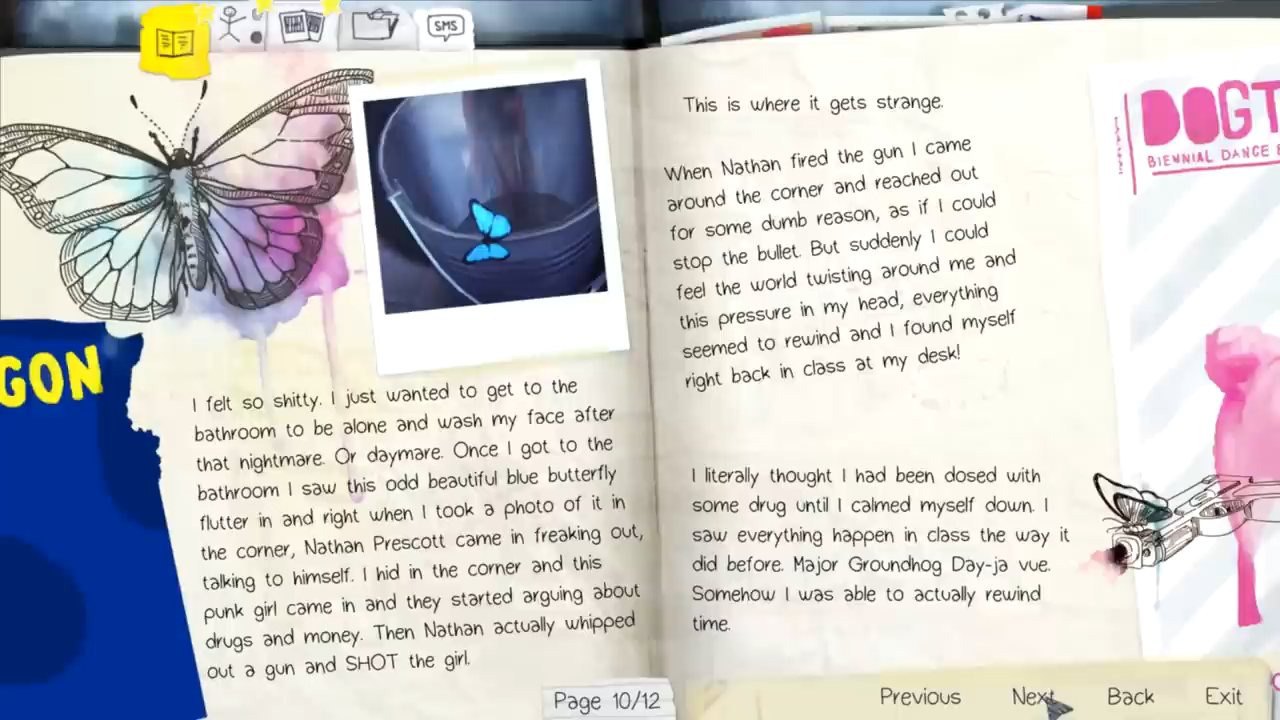 SMS
GON
I felt so shitty. I just wanted to get to the
bathroom to be alone and wash my face after
that nightmare. Or daymare. Once I got to the
bathroom I saw this odd beautiful blue butterfly
flutter in and right when I took a photo of it in
the corner, Nathan Prescott came in freaking out,
talking to himself. I hid in the corner and this
punk girl came in and they started arguing about
drugs and money. Then Nathan actually whipped
out a gun and SHOT the girl.
This is where it gets strange.
When Nathan fired the gun I came
around the corner and reached out
for some dumb reason, as if I could
stop the bullet. But suddenly I could
feel the world twisting around me and
this pressure in my head, everything
seemed to rewind and I found myself
right back in class at my desk!
I literally thought I had been dosed with
some drug until I calmed myself down. I
saw everything happen in class the way it
did before. Major Groundhog Day-ja vue.
Somehow I was able to actually rewind
time.
DOGT
BIENNIAL DANCE
Page 10/12
Previous Next Back Exit